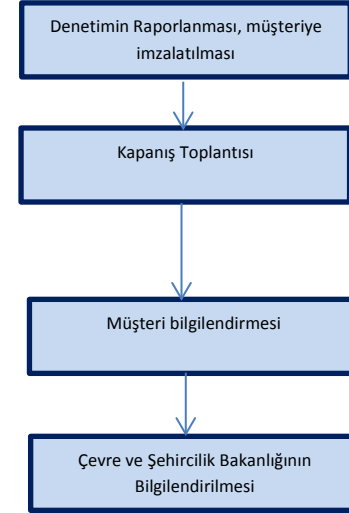 Denetimin Raporlanması, müşteriye
imzalatılması
Kapanış Toplantısı
Müşteri bilgilendirmesi
Çevre ve Şehircilik Bakanlığının
Bilgilendirilmesi